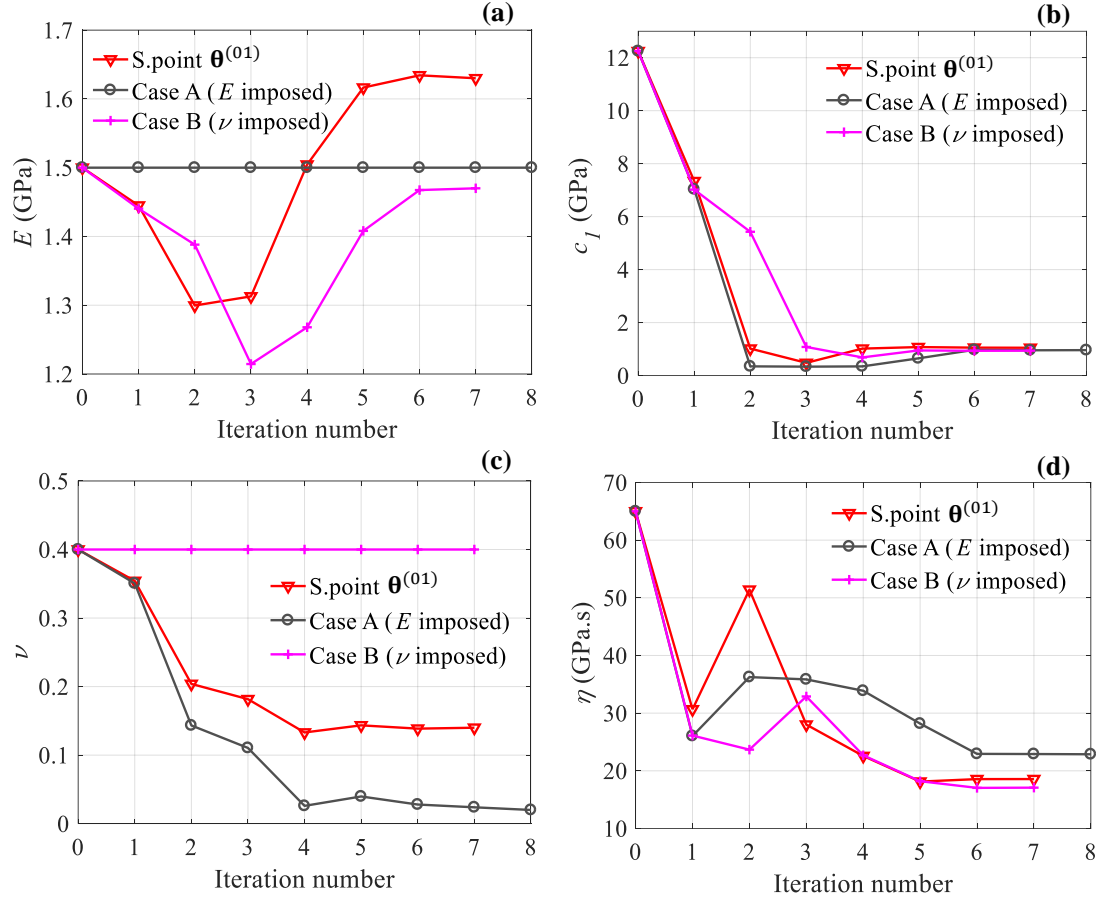 (a)
1.7
1.6
1.5
1.4
1.3
1.2
E (GPa)
S.point θ(01)
Case A (E imposed)
Case B (ν imposed)
0 1 2 3 4 5 6 7 8
Iteration number
(b)
12
10
8
6
4
2
0
c1 (GPa)
S.point θ(01)
Case A (E imposed)
Case B (ν imposed)
0 1 2 3 4 5 6 7 8
Iteration number
(c)
0.5
0.4
0.3
0.2
0.1
0
ν
S.point θ(01)
Case A (E imposed)
Case B (ν imposed)
0 1 2 3 4 5 6 7 8
Iteration number
(d)
70
60
50
40
30
20
10
η (GPa.s)
S.point θ(01)
Case A (E imposed)
Case B (ν imposed)
0 1 2 3 4 5 6 7 8
Iteration number